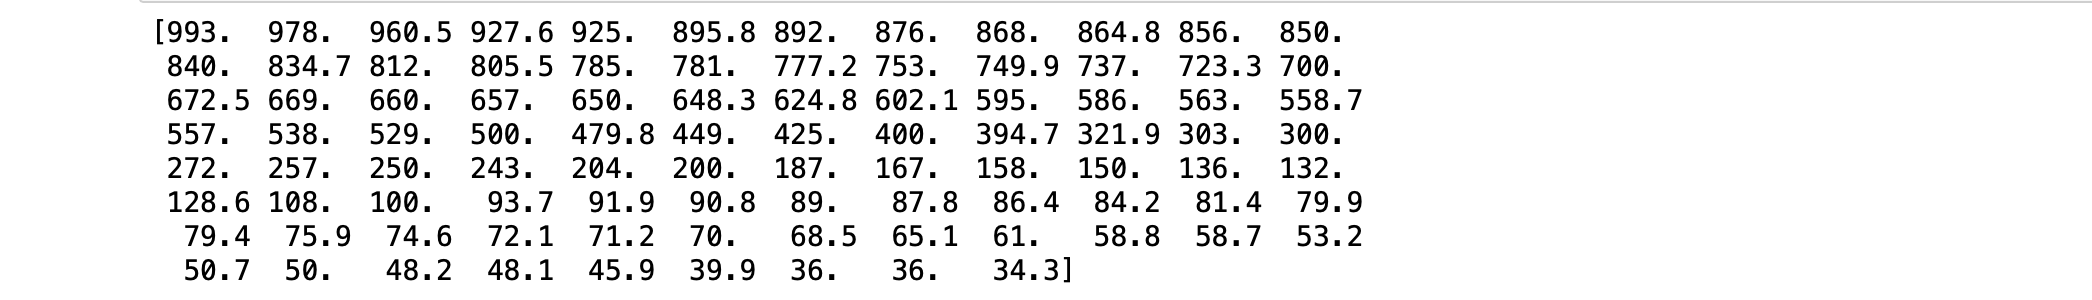 [993. 978. 960.5 927.6 925. 895.8 892. 876. 868. 864.8 856. 850.
840. 834.7 812. 805.5 785. 781. 777.2 753. 749.9 737. 723.3 700.
672.5 669. 660. 657. 650. 648.3 624.8 602.1 595. 586. 563. 558.7
557. 538. 529. 500. 479.8 449. 425. 400. 394.7 321.9 303. 300.
272. 257. 250. 243. 204. 200. 187. 167. 158. 150. 136. 132.
128.6 108. 100. 93.7 91.9 90.8 89. 87.8 86.4 84.2 81.4 79.9
79.4 75.9 74.6 72.1 71.2 70. 68.5 65.1 61. 58.8 58.7 53.2
50.7 50. 48.2 48.1 45.9 39.9 36. 36. 34.3]